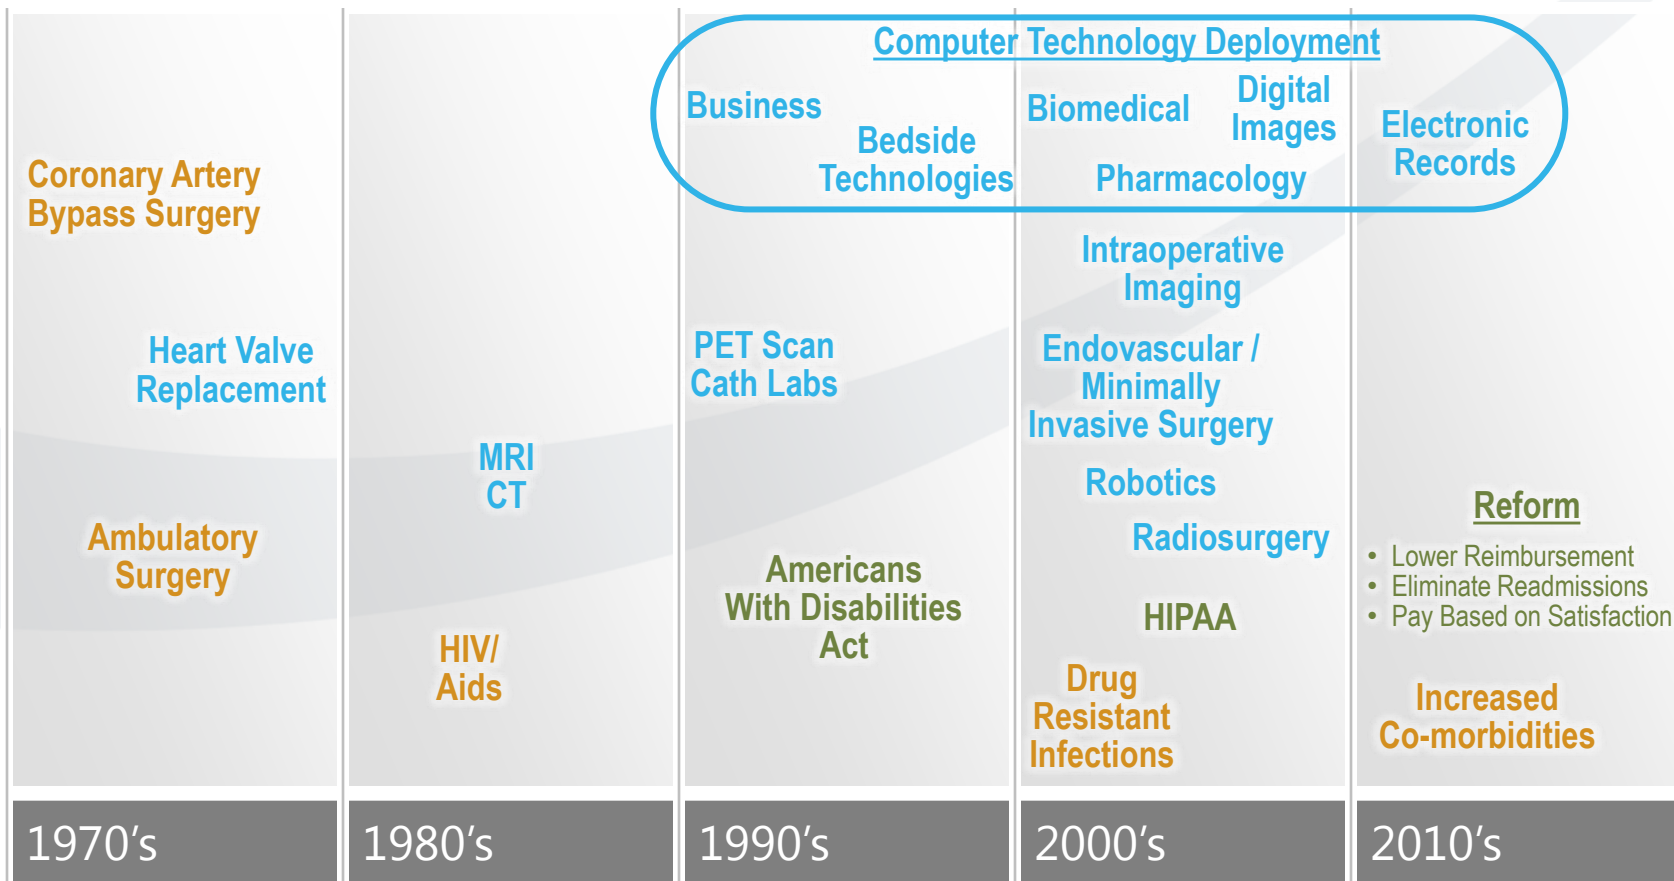 Computer Technology Deployment
Business
Bedside
Technologies
Biomedical
Digital
Images
Pharmacology
Electronic
Records
Coronary Artery
Bypass Surgery
Heart Valve
Replacement
Ambulatory
Surgery
MRI
CT
HIV/
Aids
PET Scan
Cath Labs
Americans
With Disabilities
Act
Intraoperative
Imaging
Endovascular /
Minimally
Invasive Surgery
Robotics
Radiosurgery
HIPAA
Drug
Resistant
Infections
Reform
• Lower Reimbursement
• Eliminate Readmissions
• Pay Based on Satisfaction
Increased
Co-morbidities
1970's
1980's
1990's
2000's
2010's